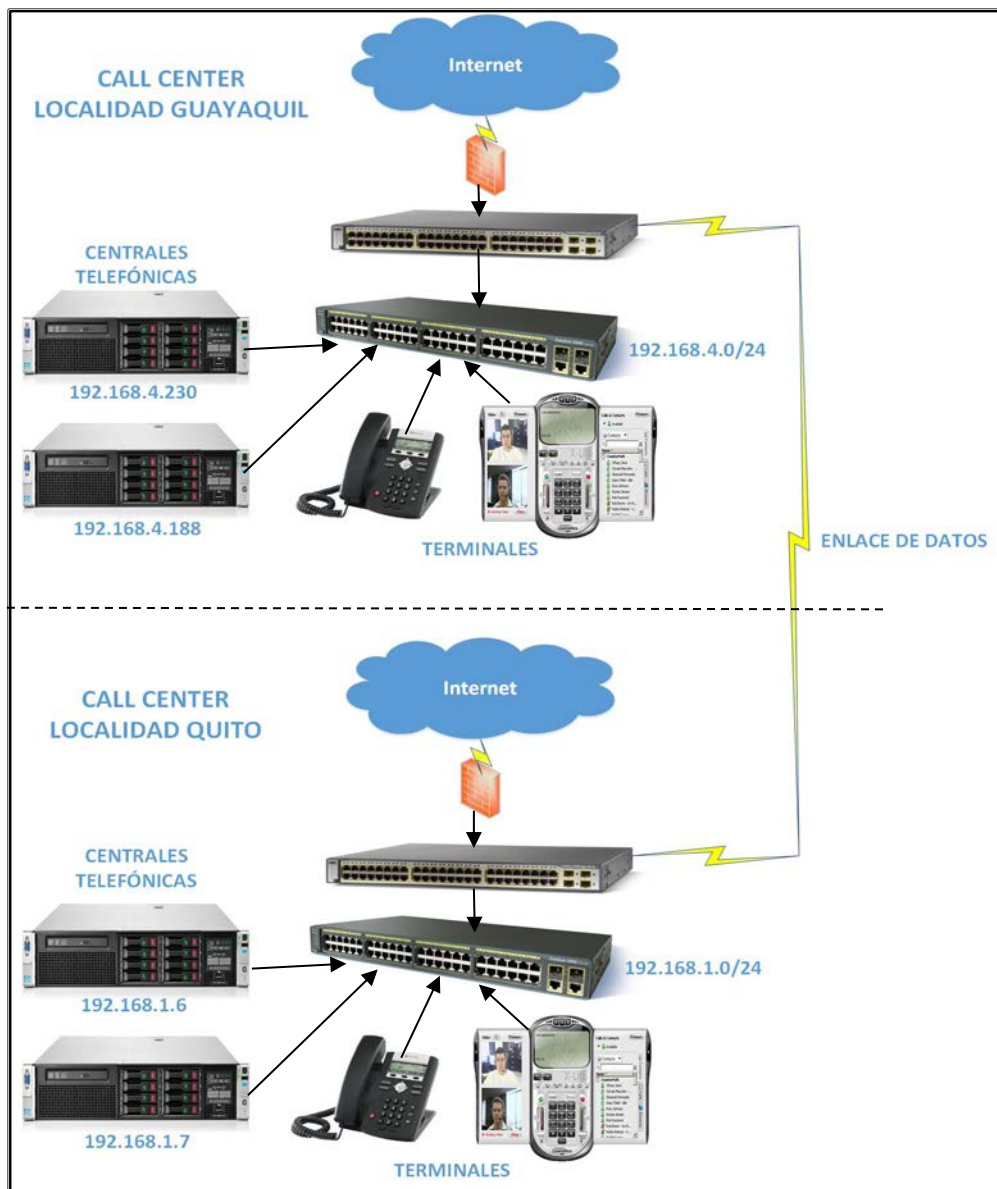 Internet
CALL CENTER
LOCALIDAD GUAYAQUIL
CENTRALES
TELEFÓNICAS
192.168.4.230
192.168.4.188
192.168.4.0/24
TERMINALES
ENLACE DE DATOS
Internet
CALL CENTER
LOCALIDAD QUITO
CENTRALES
TELEFÓNICAS
192.168.1.6
192.168.1.7
192.168.1.0/24
TERMINALES